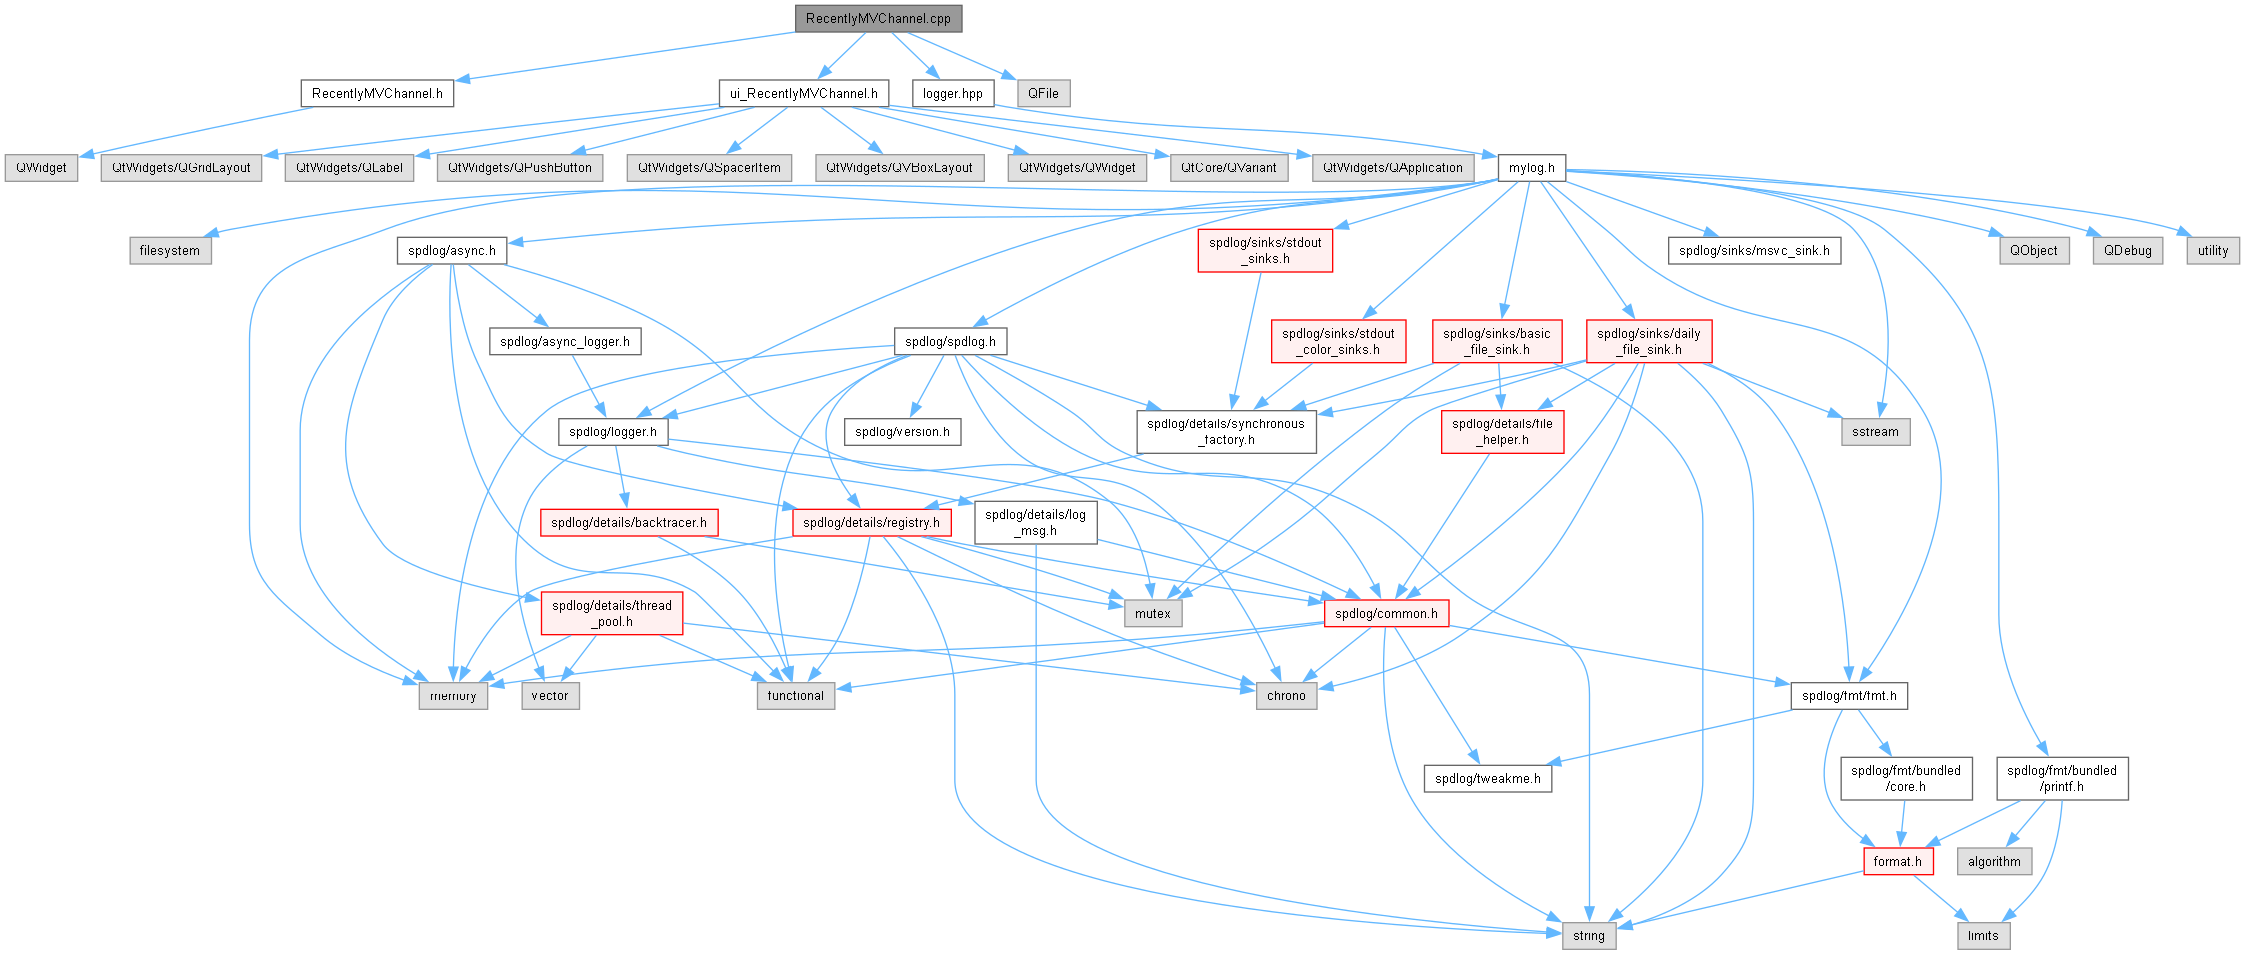 RecentlyMVChannel.cpp
RecentlyMVChannel.h
ui_RecentlyMVChannel.h
logger.hpp
QFile
QWidget
QtWidgets/QGridLayout
QtWidgets/QLabel
QtWidgets/QPushButton
QtWidgets/QSpacerItem
QtWidgets/QVBoxLayout
QtWidgets/QWidget
QtCore/QVariant
QtWidgets/QApplication
mylog.h
filesystem
spdlog/async.h
spdlog/sinks/stdout
_sinks.h
spdlog/sinks/msvc_sink.h
QObject
QDebug
utility
spdlog/async_logger.h
spdlog/spdlog.h
spdlog/sinks/stdout
_color_sinks.h
spdlog/sinks/basic
_file_sink.h
spdlog/sinks/daily
_file_sink.h
spdlog/logger.h
spdlog/version.h
spdlog/details/synchronous
_factory.h
spdlog/details/file
_helper.h
sstream
spdlog/details/backtracer.h
spdlog/details/registry.h
spdlog/details/log
_msg.h
spdlog/details/thread
_pool.h
mutex
spdlog/common.h
memory
vector
functional
chrono
spdlog/fmt/fmt.h
spdlog/tweakme.h
spdlog/fmt/bundled
/core.h
spdlog/fmt/bundled
/printf.h
format.h
algorithm
string
limits